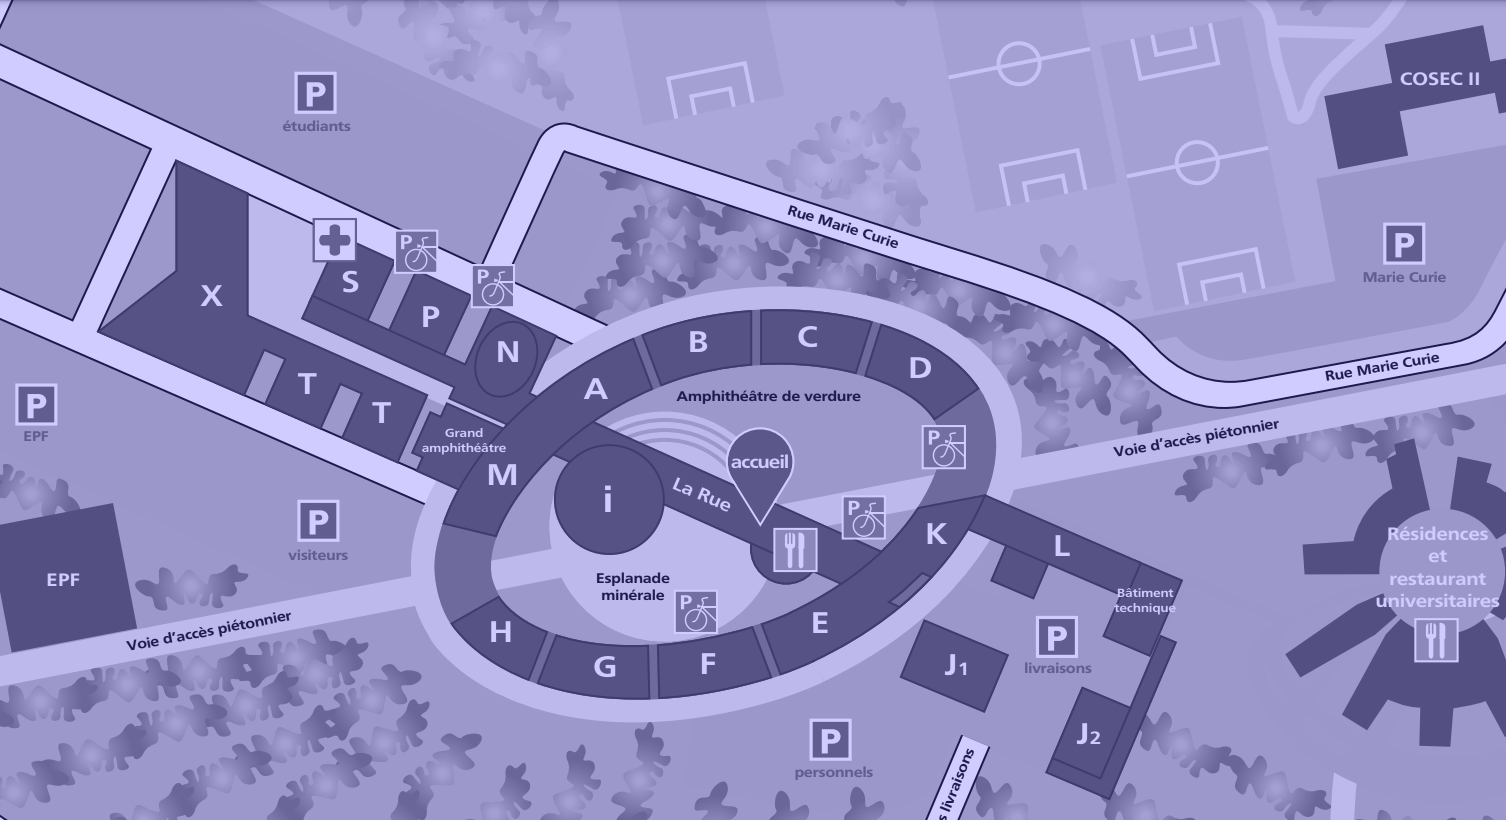 COSEC II
P
étudiants
Rue Marie Curie
P
Marie Curie
P
P
S
X
P
N
B
C
D
A
Amphithéâtre de verdure
Rue Marie Curie
T
T
P
EPF
Grand
amphithéâtre
M
accueil
P
Voie d’accès piétonnier
i
La Rue
P
K
L
P
visiteurs
Résidences
et
restaurant
universitaires
EPF
Esplanade
minérale
P
Bâtiment
technique
Voie d’accès piétonnier
H
G
F
E
J1
P
livraisons
J2
P
personnels
livraisons